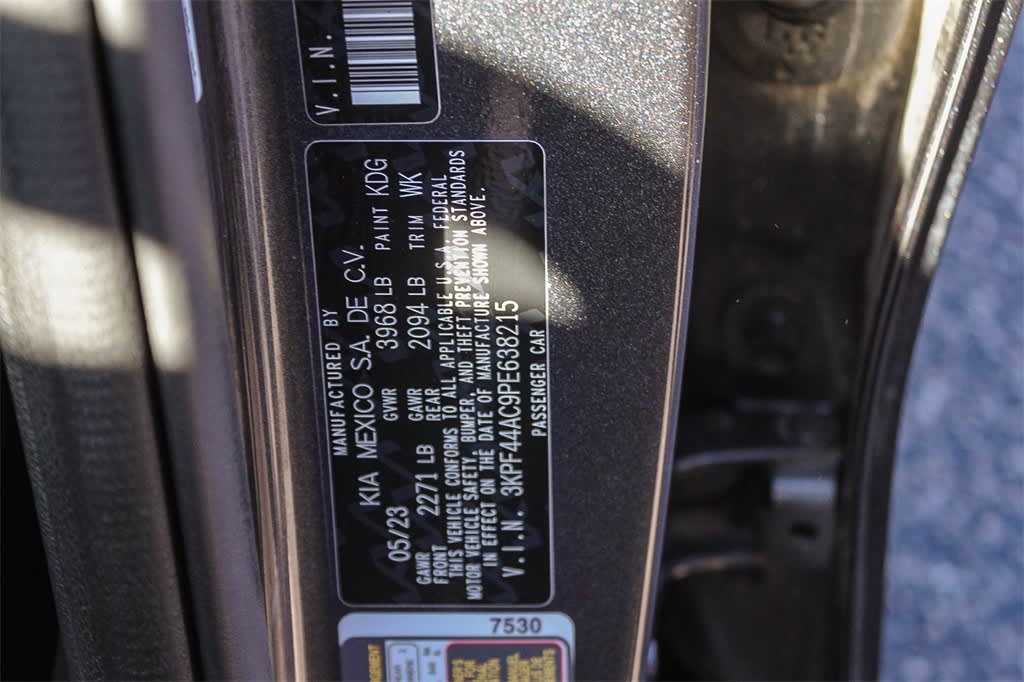 V.I.N.
MANUFACTURED BY
KIA MEXICO S.A. DE C.V.
05/23 GVWR 3968 LB PAINT KDG
GAWR FRONT 2271 LB GAWR REAR 2094 LB TRIM WK
THIS VEHICLE CONFORMS TO ALL APPLICABLE U.S.A. FEDERAL
MOTOR VEHICLE SAFETY, BUMPER, AND THEFT PREVENTION STANDARDS
IN EFFECT ON THE DATE OF MANUFACTURE SHOWN ABOVE.
V.I.N. 3KPF44AC9PE638215
PASSENGER CAR
7530